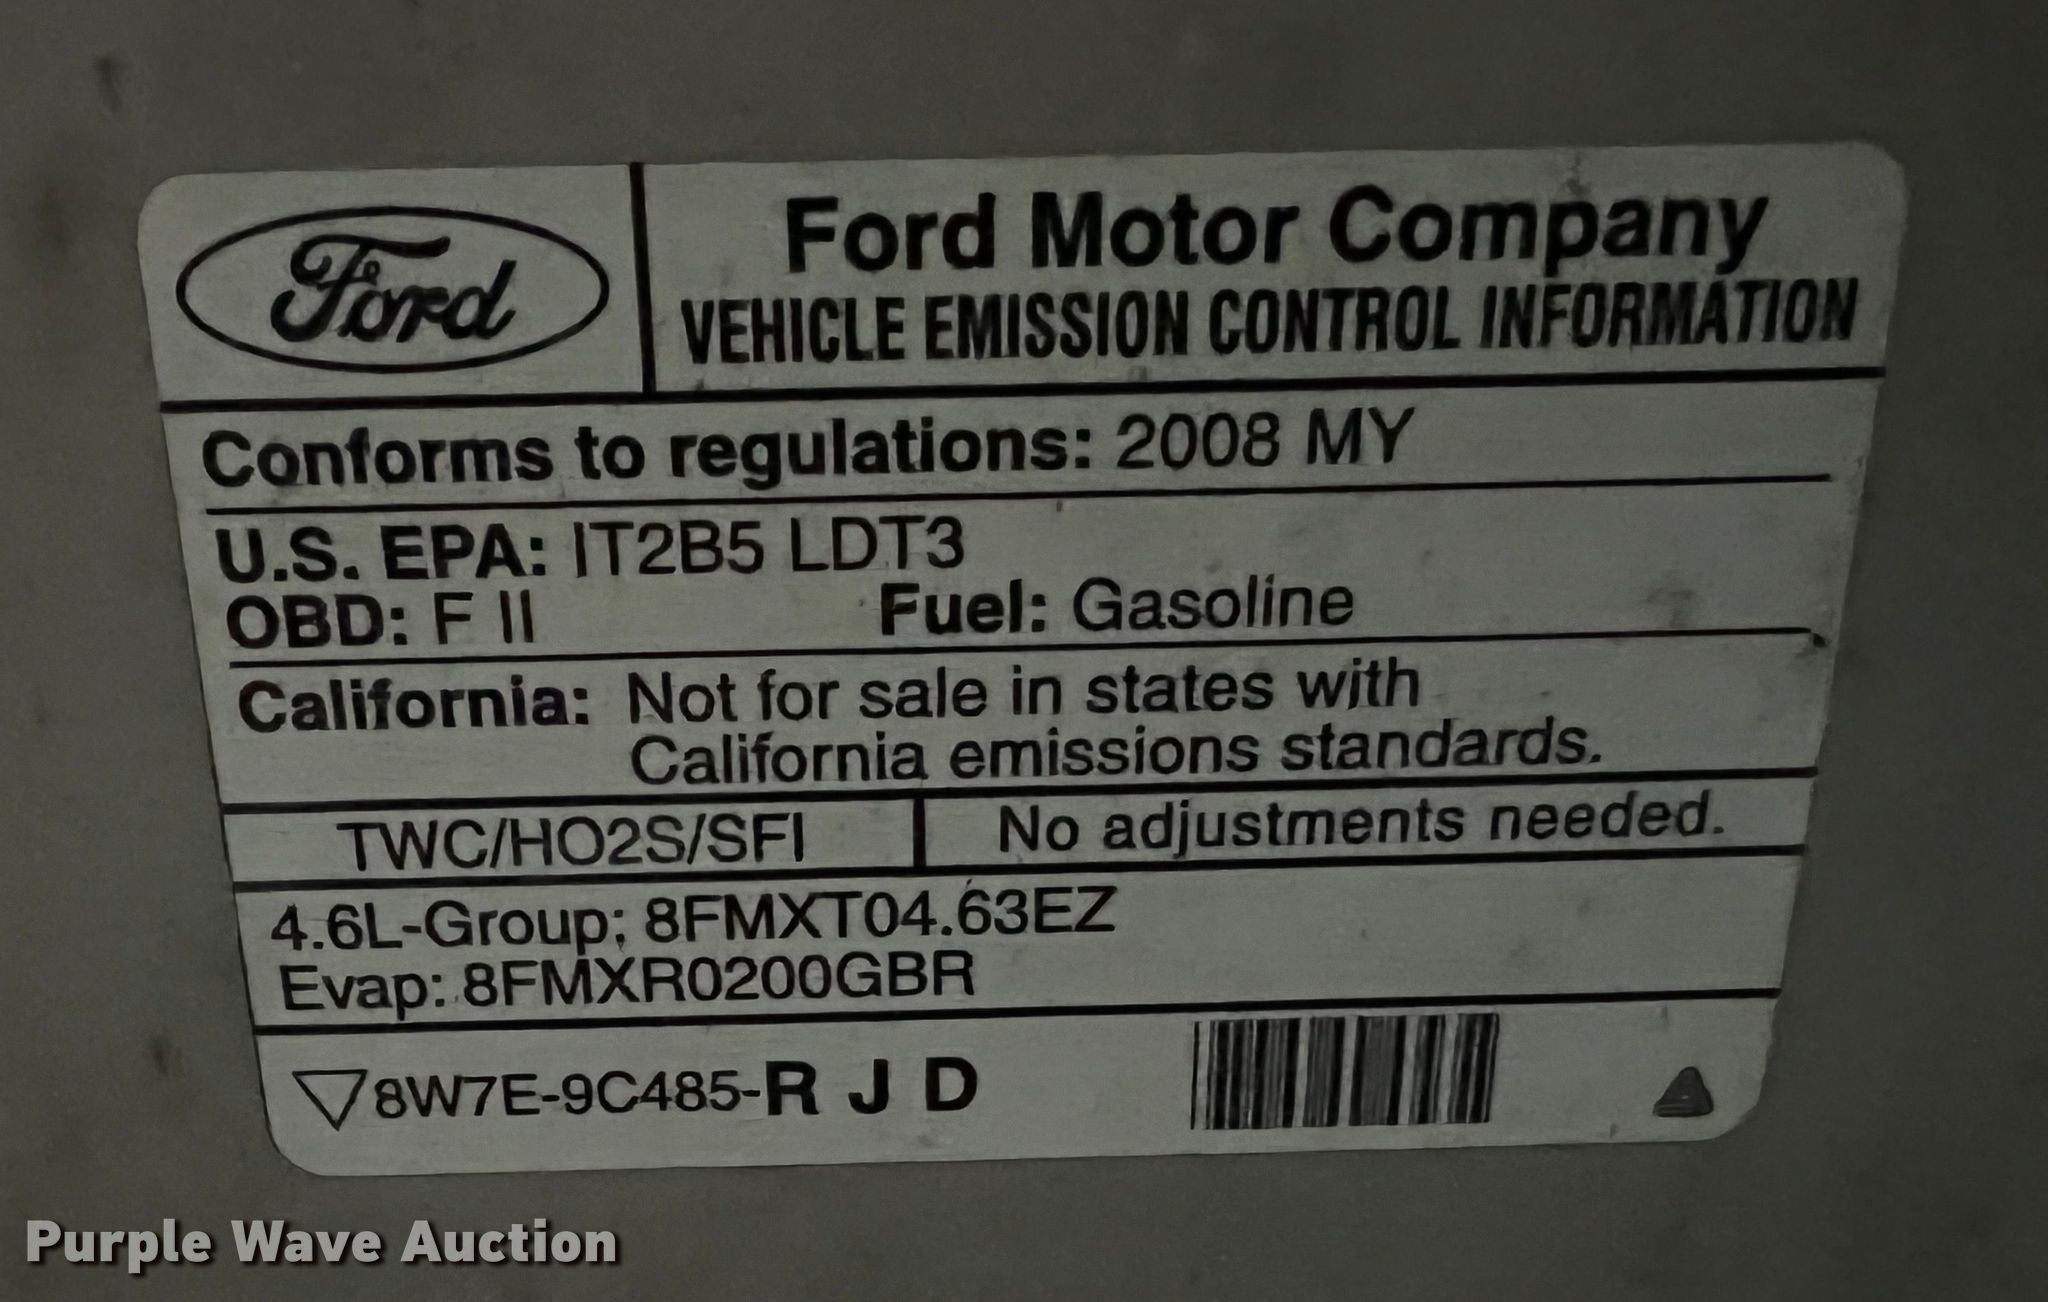 Ford
Ford Motor Company
VEHICLE EMISSION CONTROL INFORMATION
Conforms to regulations: 2008 MY
U.S. EPA: IT2B5 LDT3
OBD: F II Fuel: Gasoline
California: Not for sale in states with
California emissions standards.
TWC/HO2S/SFI No adjustments needed.
4.6L-Group: 8FMXT04.63EZ
Evap: 8FMXR0200GBR
8W7E-9C485-R J D
Purple Wave Auction